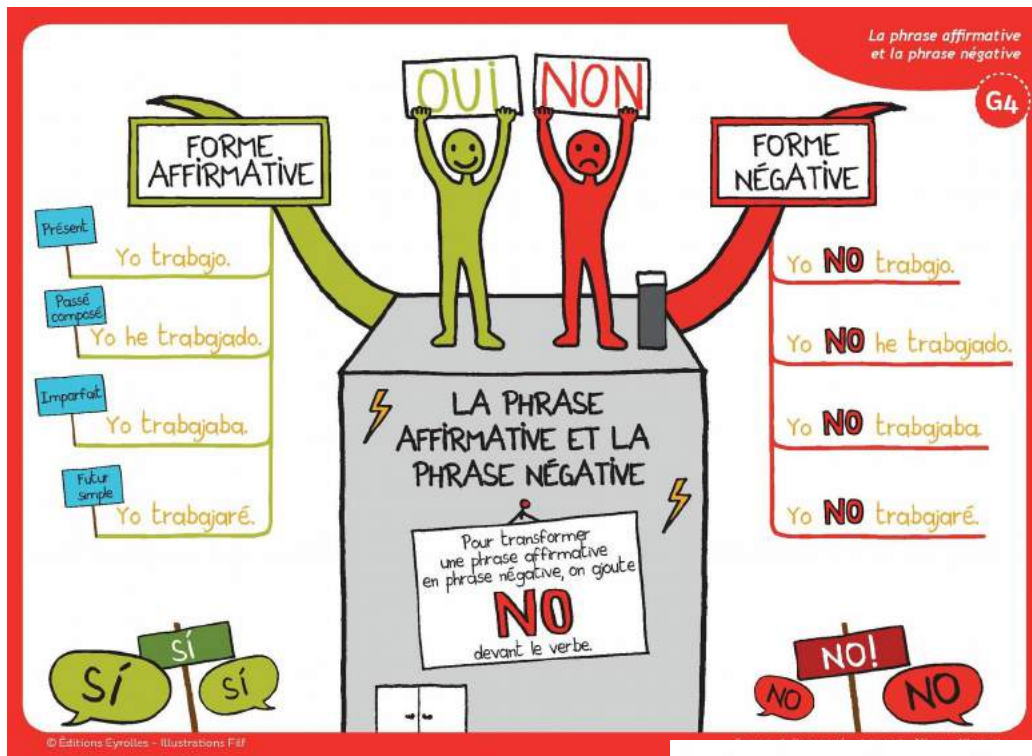 La phrase affirmative
et la phrase négative
G4
OUI NON
FORME
AFFIRMATIVE
FORME
NÉGATIVE
Présent
Yo trabajo.
Passé
composé
Yo he trabajado.
Imparfait
Yo trabajaba.
Futur
simple
Yo trabajaré.
Yo NO trabajo.
Yo NO he trabajado.
Yo NO trabajaba.
Yo NO trabajaré.
LA PHRASE
AFFIRMATIVE ET LA
PHRASE NÉGATIVE
Pour transformer
une phrase affirmative
en phrase négative, on ajoute
NO
devant le verbe.
SÍ
SÍ
SÍ
NO!
NO
NO
© Éditions Eyrolles - Illustrations Filf